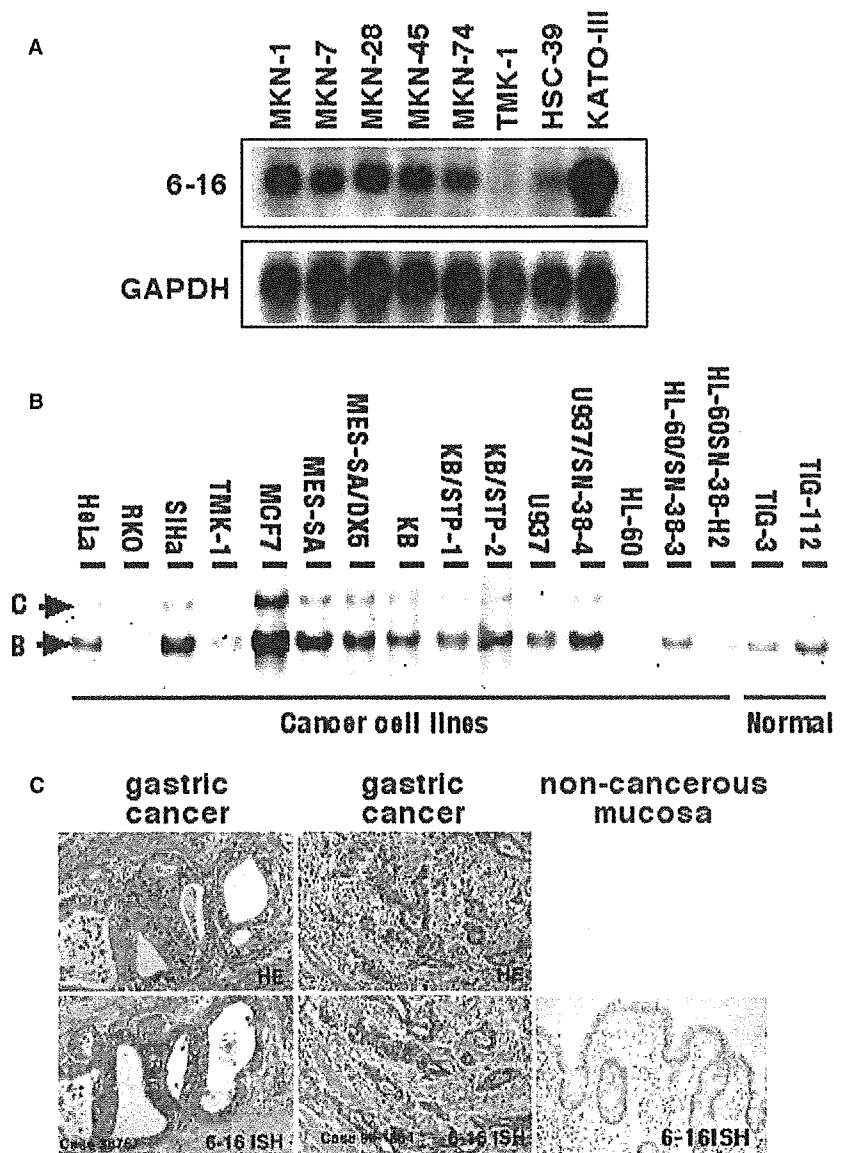 A
MKN-1
MKN-7
MKN-28
MKN-45
MKN-74
TMK-1
HSC-39
KATO-III
6-16
GAPDH
B
HeLa
RKO
SiHa
TMK-1
MCF7
MES-SA
MES-SA/DX5
KB
KB/STP-1
KB/STP-2
U937
U937/SN-38-4
HL-60
HL-60/SN-38-3
HL-60SN-38-H2
TIG-3
TIG-112
C
B
Cancer cell lines
Normal
C
gastric cancer
gastric cancer
non-cancerous mucosa
HE
HE
Case
6-16 ISH
Case
6-16 ISH
6-16ISH